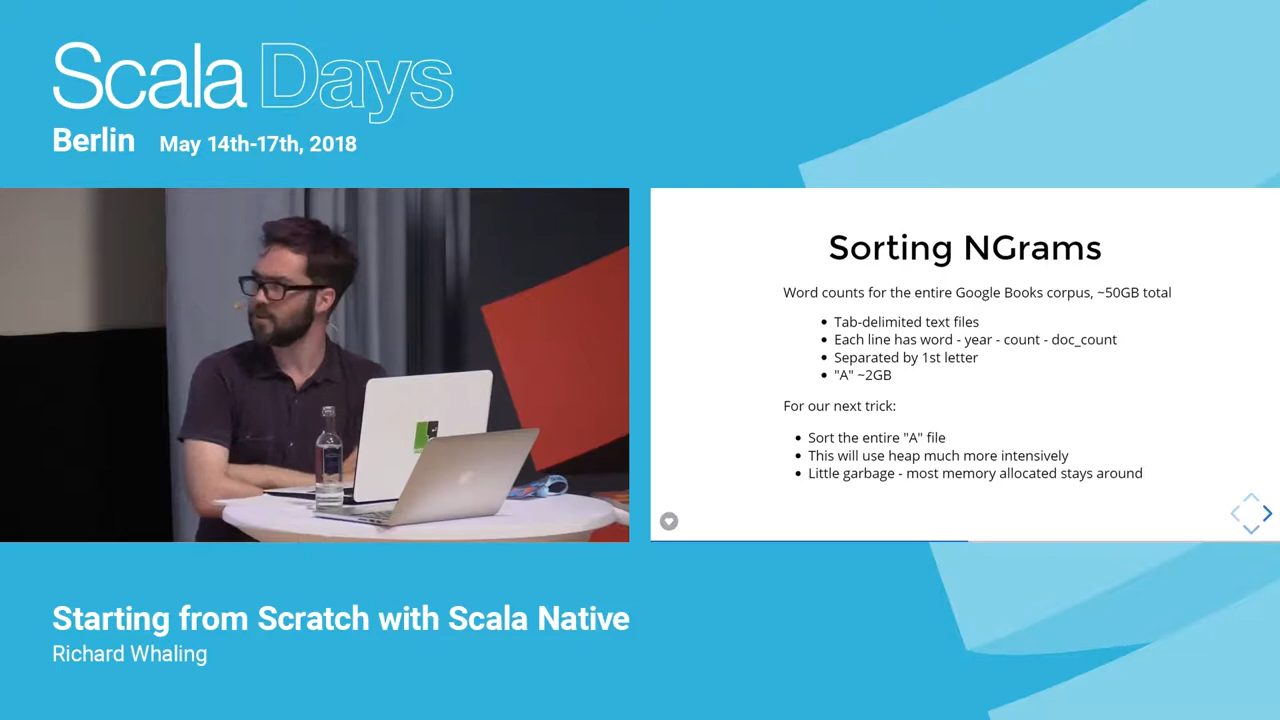 Scala Days
Berlin May 14th-17th, 2018
Sorting NGrams
Word counts for the entire Google Books corpus, ~50GB total
Tab-delimited text files
Each line has word - year - count - doc_count
Separated by 1st letter
"A" ~2GB
For our next trick:
Sort the entire "A" file
This will use heap much more intensively
Little garbage - most memory allocated stays around
Starting from Scratch with Scala Native
Richard Whaling